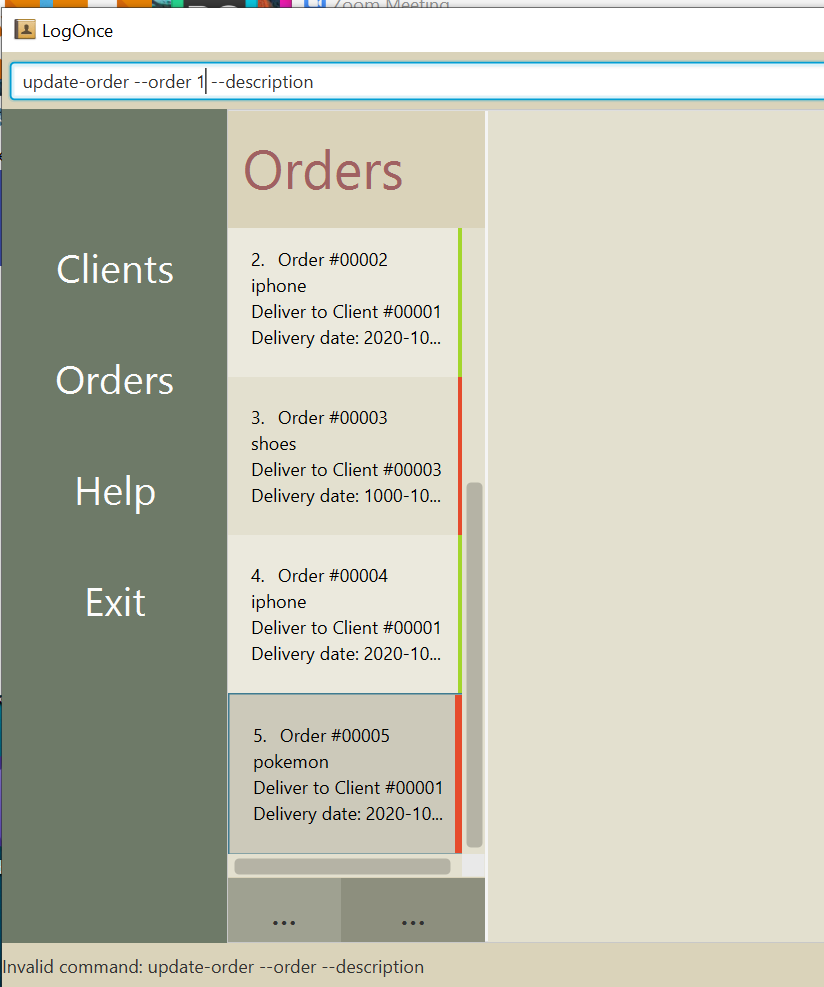 Zoom Meeting
LogOnce
update-order --order 1 --description
Orders
Clients
Orders
Help
Exit
2. Order #00002
iphone
Deliver to Client #00001
Delivery date: 2020-10...
3. Order #00003
shoes
Deliver to Client #00003
Delivery date: 1000-10...
4. Order #00004
iphone
Deliver to Client #00001
Delivery date: 2020-10...
5. Order #00005
pokemon
Deliver to Client #00001
Delivery date: 2020-10...
... ...
Invalid command: update-order --order --description